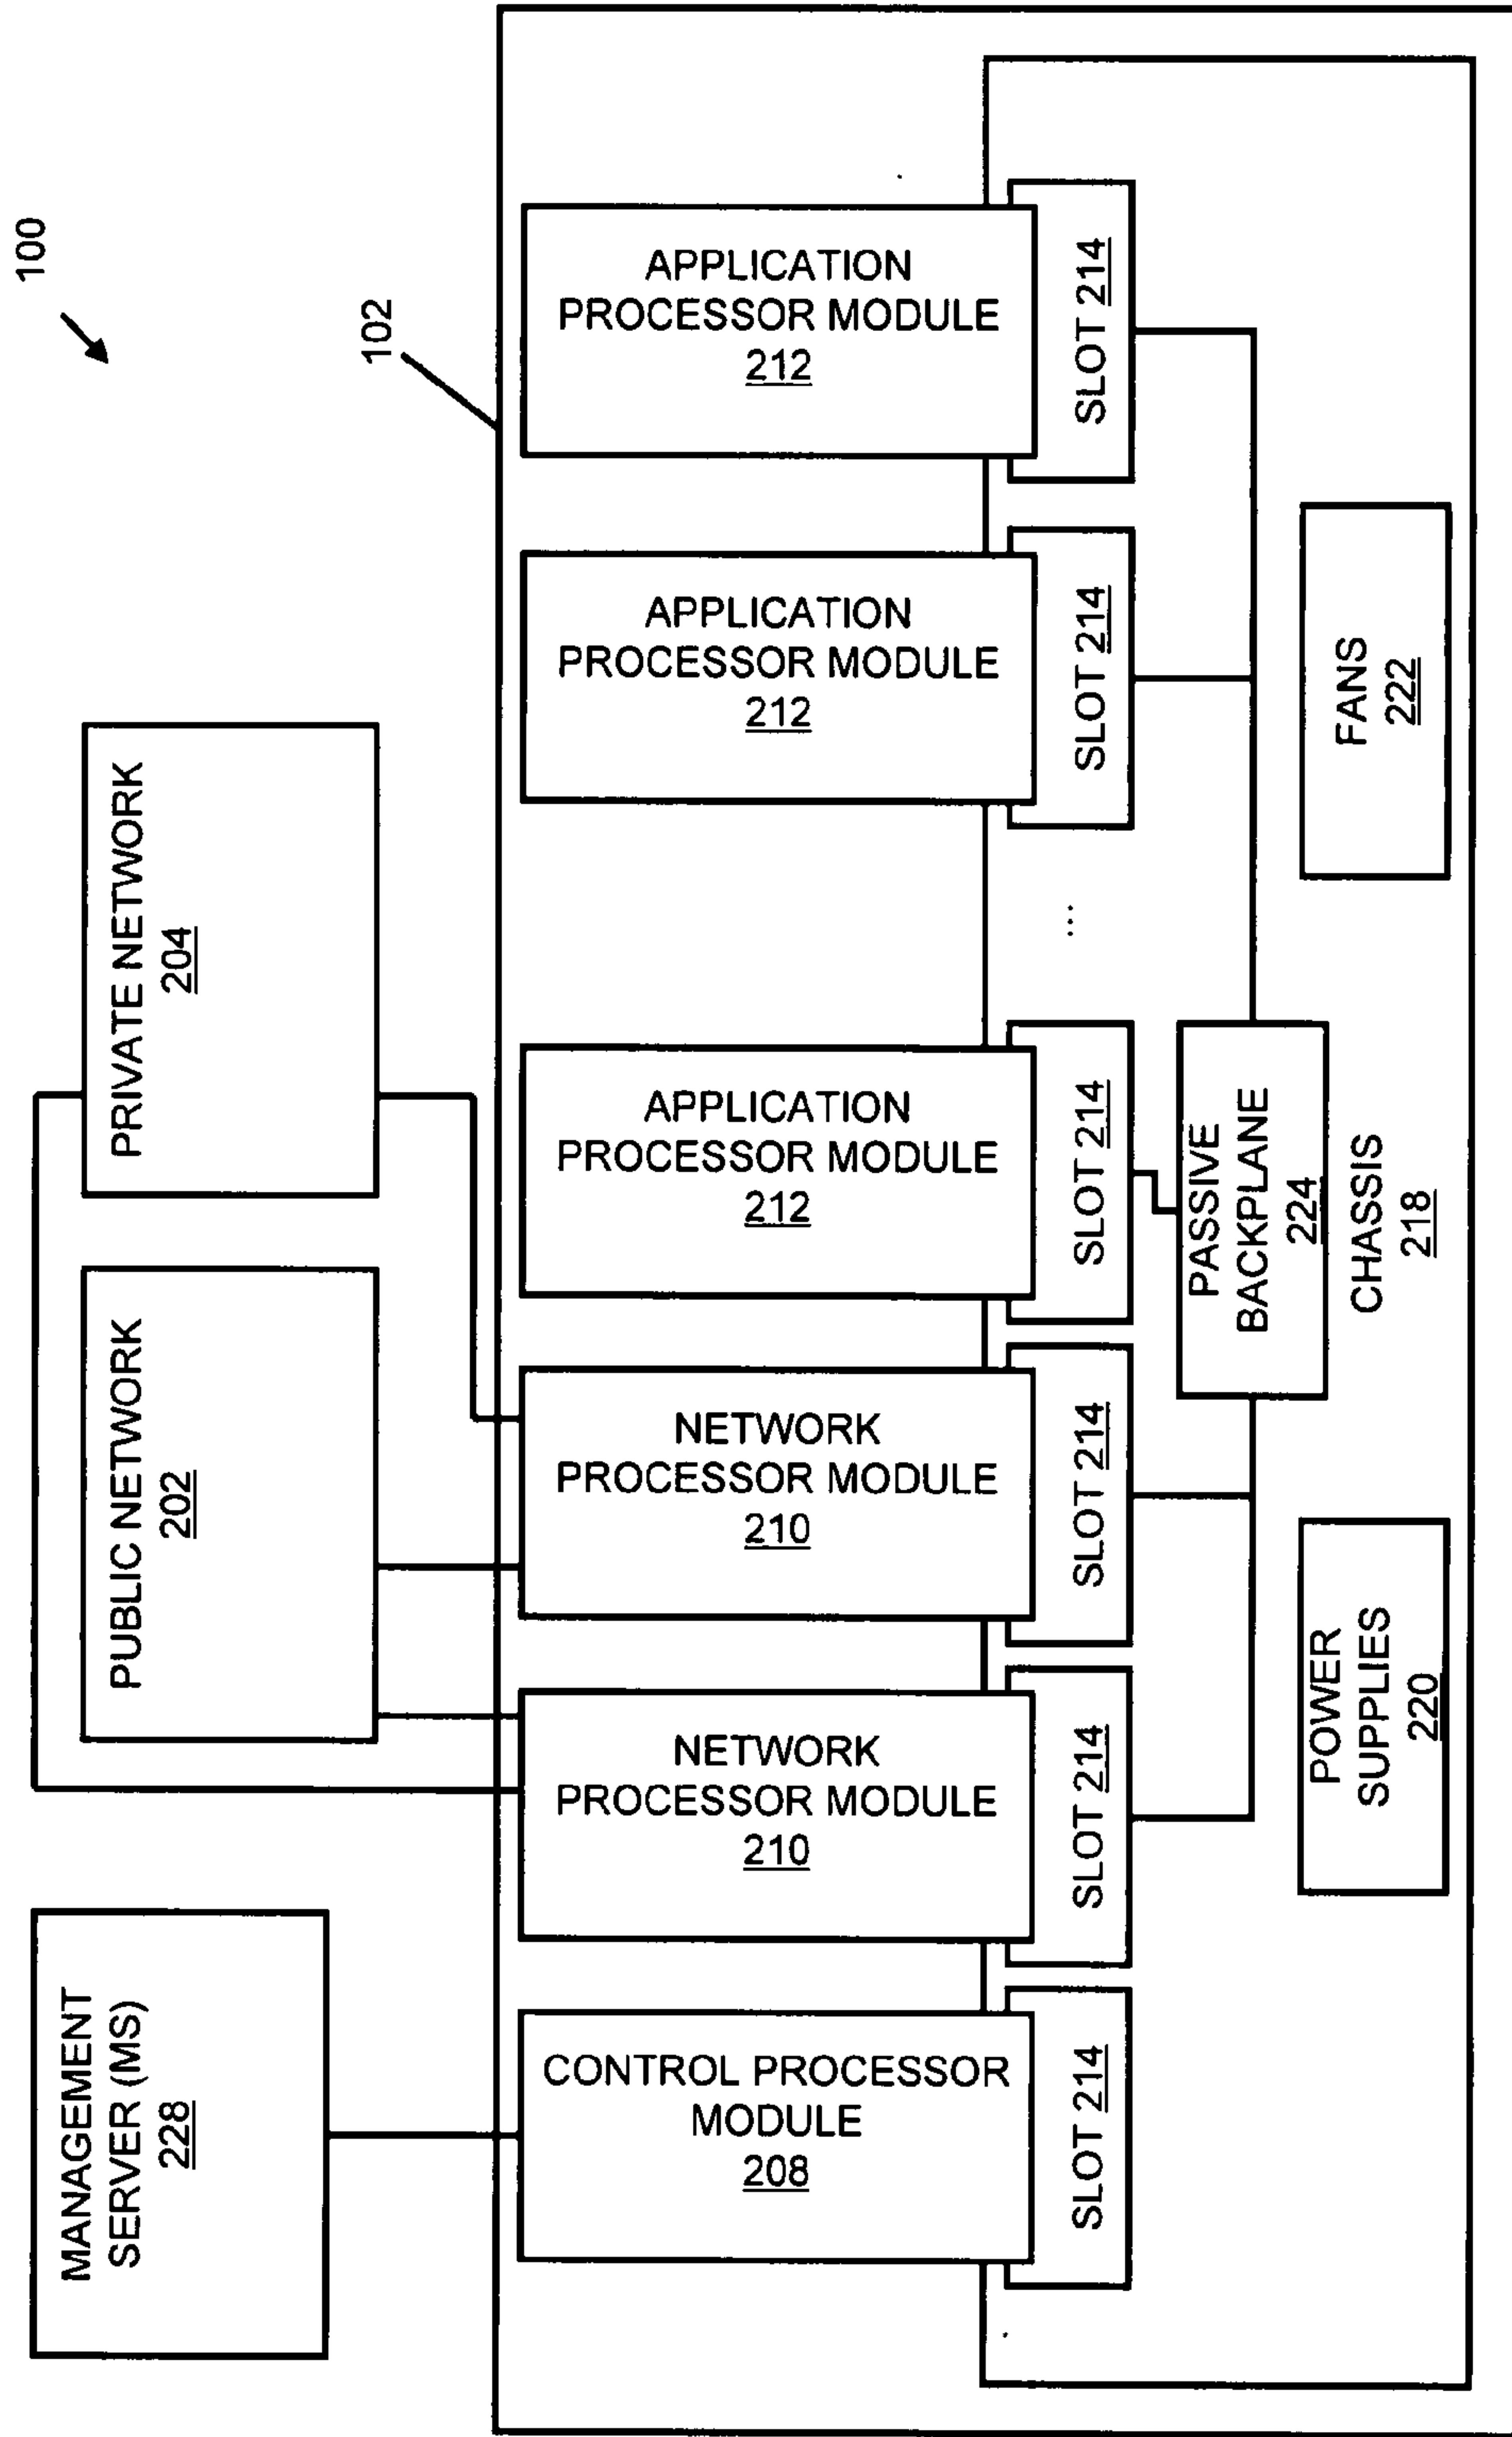 100
102
MANAGEMENT
SERVER (MS)
228
PUBLIC NETWORK
202
PRIVATE NETWORK
204
CONTROL PROCESSOR
MODULE
208
NETWORK
PROCESSOR MODULE
210
NETWORK
PROCESSOR MODULE
210
APPLICATION
PROCESSOR MODULE
212
APPLICATION
PROCESSOR MODULE
212
APPLICATION
PROCESSOR MODULE
212
SLOT 214
SLOT 214
SLOT 214
SLOT 214
...
SLOT 214
SLOT 214
PASSIVE
BACKPLANE
224
CHASSIS
218
POWER
SUPPLIES
220
FANS
222